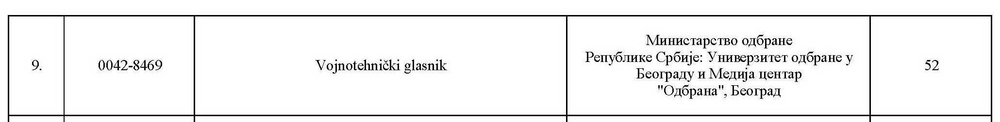 9.
0042-8469
Vojnotehnički glasnik
Министарство одбране
Републике Србије: Универзитет одбране у
Београду и Медија центар
"Одбрана", Београд
52